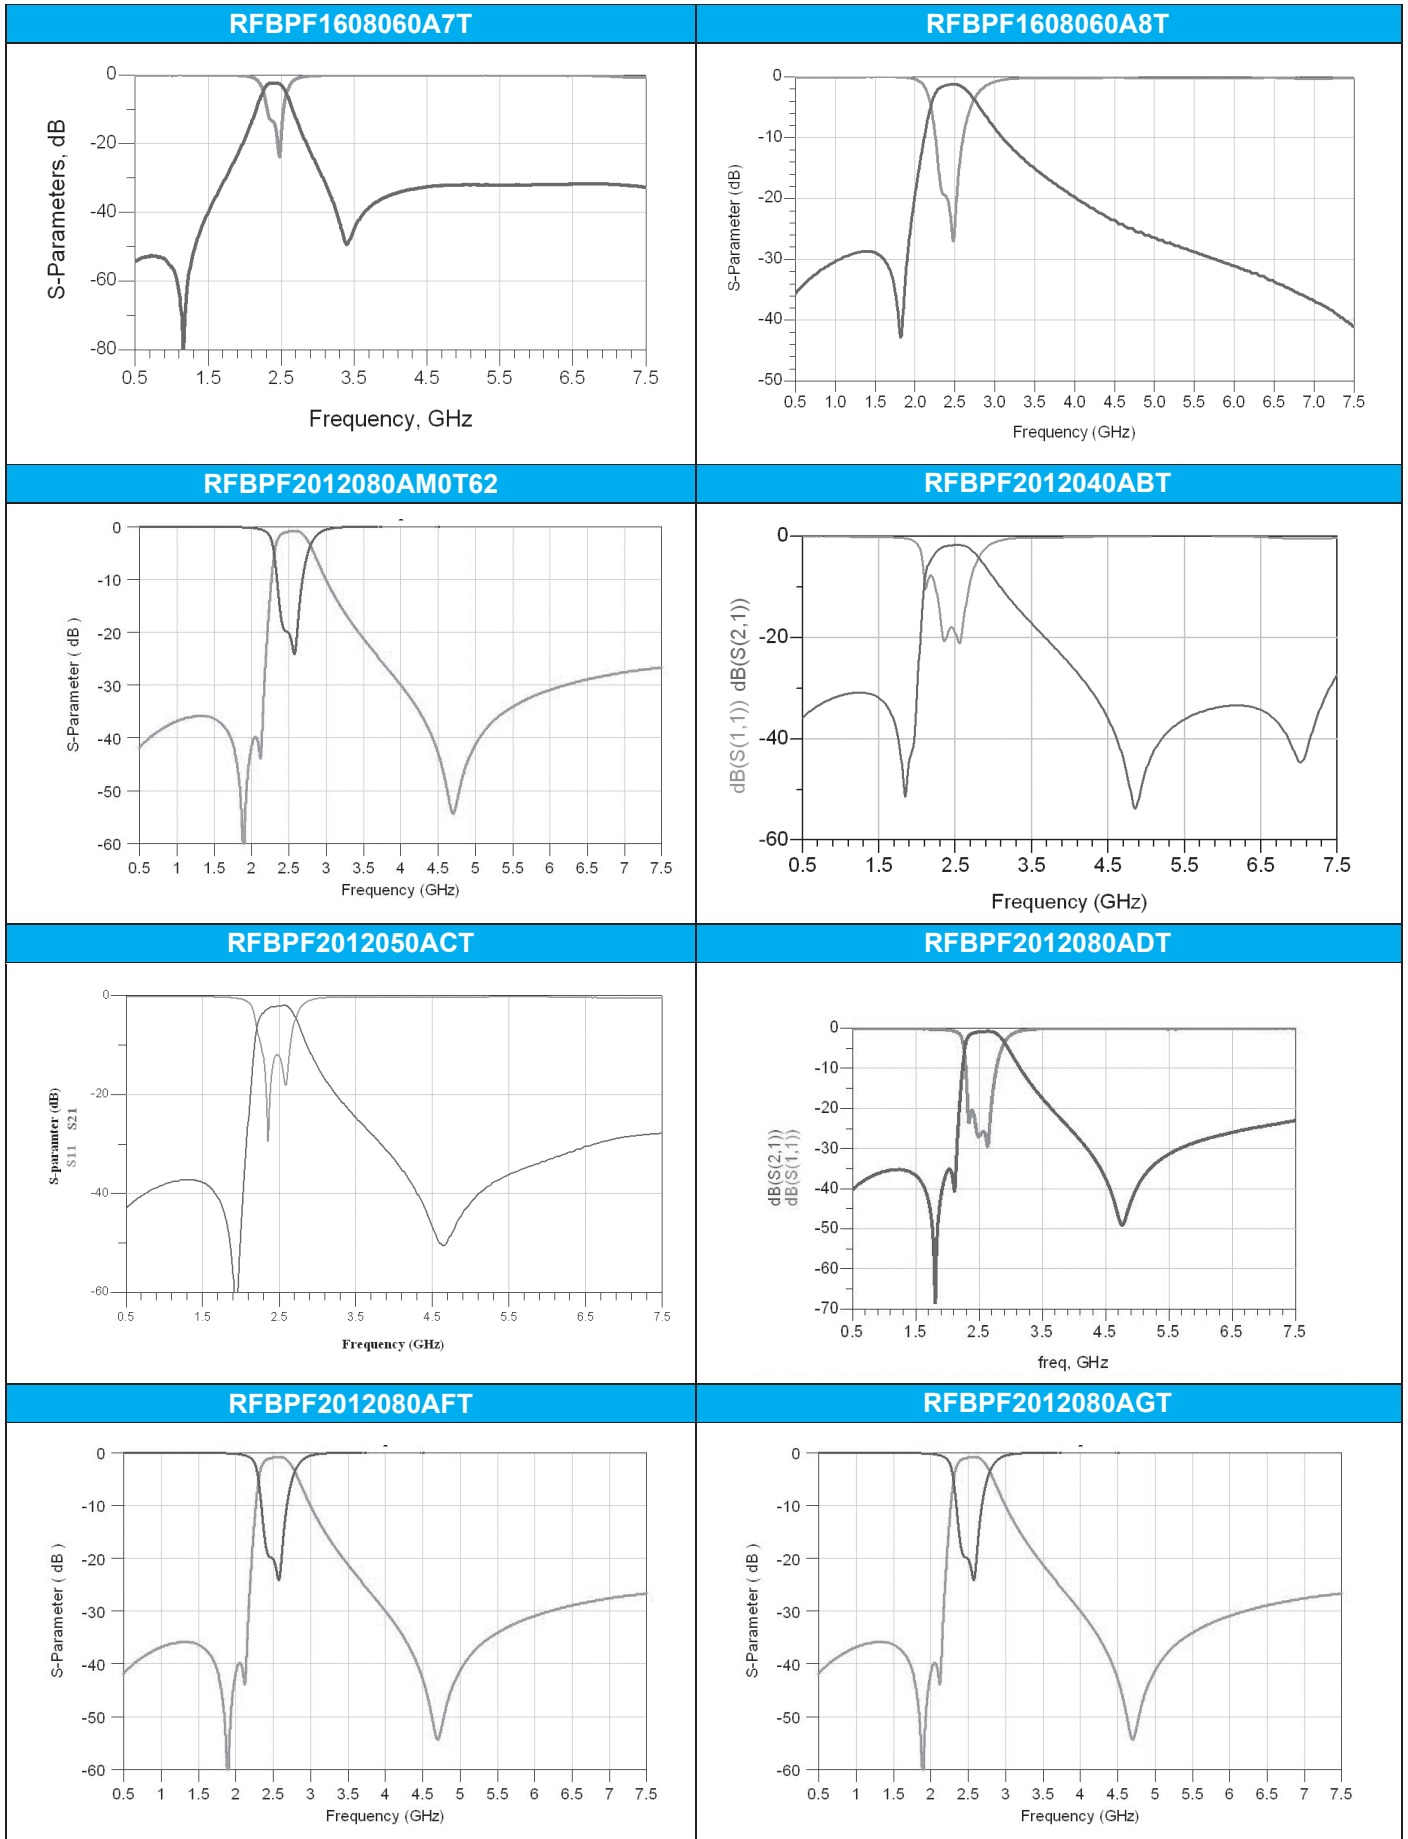 RFBPF1608060A7T
RFBPF1608060A8T
S-Parameters, dB
0
-20
-40
-60
-80
0.5 1.5 2.5 3.5 4.5 5.5 6.5 7.5
Frequency, GHz
S-Parameter (dB)
0
-10
-20
-30
-40
-50
0.5 1.0 1.5 2.0 2.5 3.0 3.5 4.0 4.5 5.0 5.5 6.0 6.5 7.0 7.5
Frequency (GHz)
RFBPF2012080AM0T62
RFBPF2012040ABT
S-Parameter ( dB )
0
-10
-20
-30
-40
-50
-60
0.5 1 1.5 2 2.5 3 3.5 4 4.5 5 5.5 6 6.5 7 7.5
Frequency (GHz)
dB(S(1,1)) dB(S(2,1))
0
-20
-40
-60
0.5 1.5 2.5 3.5 4.5 5.5 6.5 7.5
Frequency (GHz)
RFBPF2012050ACT
RFBPF2012080ADT
S-paramter (dB)
S11 S21
0
-20
-40
-60
0.5 1.5 2.5 3.5 4.5 5.5 6.5 7.5
Frequency (GHz)
dB(S(2,1))
dB(S(1,1))
0
-10
-20
-30
-40
-50
-60
-70
0.5 1.5 2.5 3.5 4.5 5.5 6.5 7.5
freq, GHz
RFBPF2012080AFT
RFBPF2012080AGT
S-Parameter ( dB )
0
-10
-20
-30
-40
-50
-60
0.5 1 1.5 2 2.5 3 3.5 4 4.5 5 5.5 6 6.5 7 7.5
Frequency (GHz)
S-Parameter ( dB )
0
-10
-20
-30
-40
-50
-60
0.5 1 1.5 2 2.5 3 3.5 4 4.5 5 5.5 6 6.5 7 7.5
Frequency (GHz)